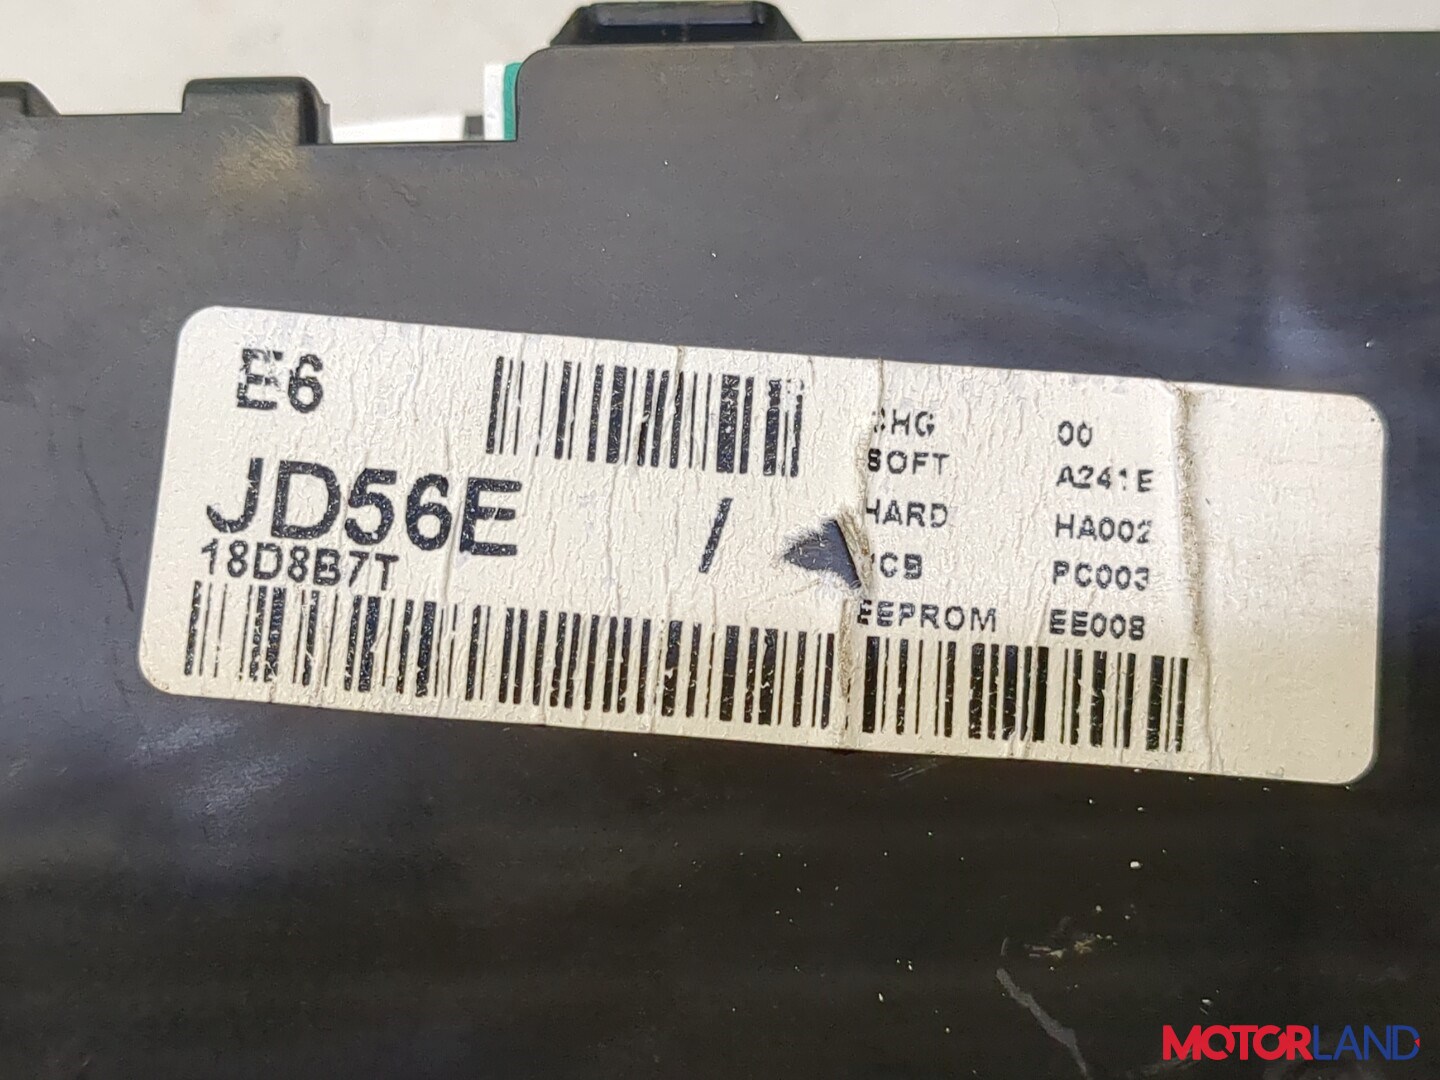 E6
JD56E /
18D8B7T
CHG 00
SOFT A241E
HARD HA002
PCB PC003
EEPROM EE008
MOTORLAND